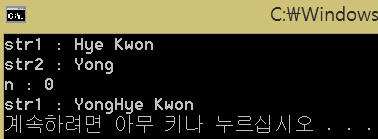 C:\. C:₩Windows
str1 : Hye Kwon
str2 : Yong
n : 0
str1 : YongHye Kwon
계속하려면 아무 키나 누르십시오 . . .